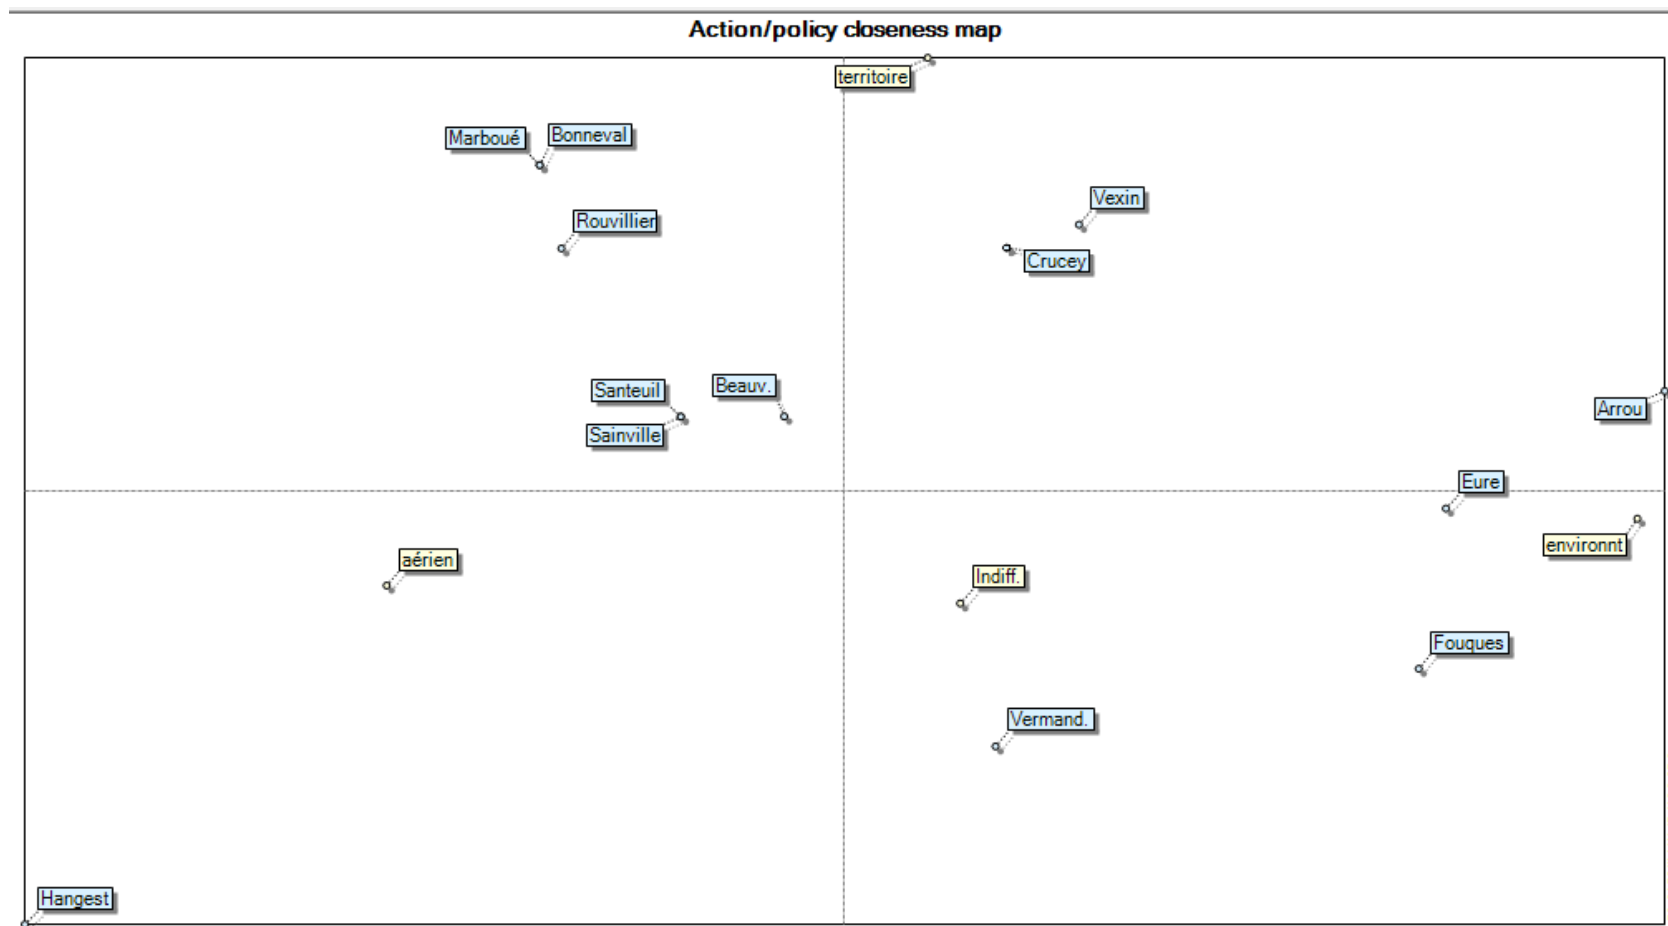 Action/policy closeness map
territoire
Marboué
Bonneval
Vexin
Rouvillier
Crucey
Santeuil
Beauv.
Arrou
Sainville
Eure
environnt
aérien
Indiff.
Fouques
Vermand.
Hangest